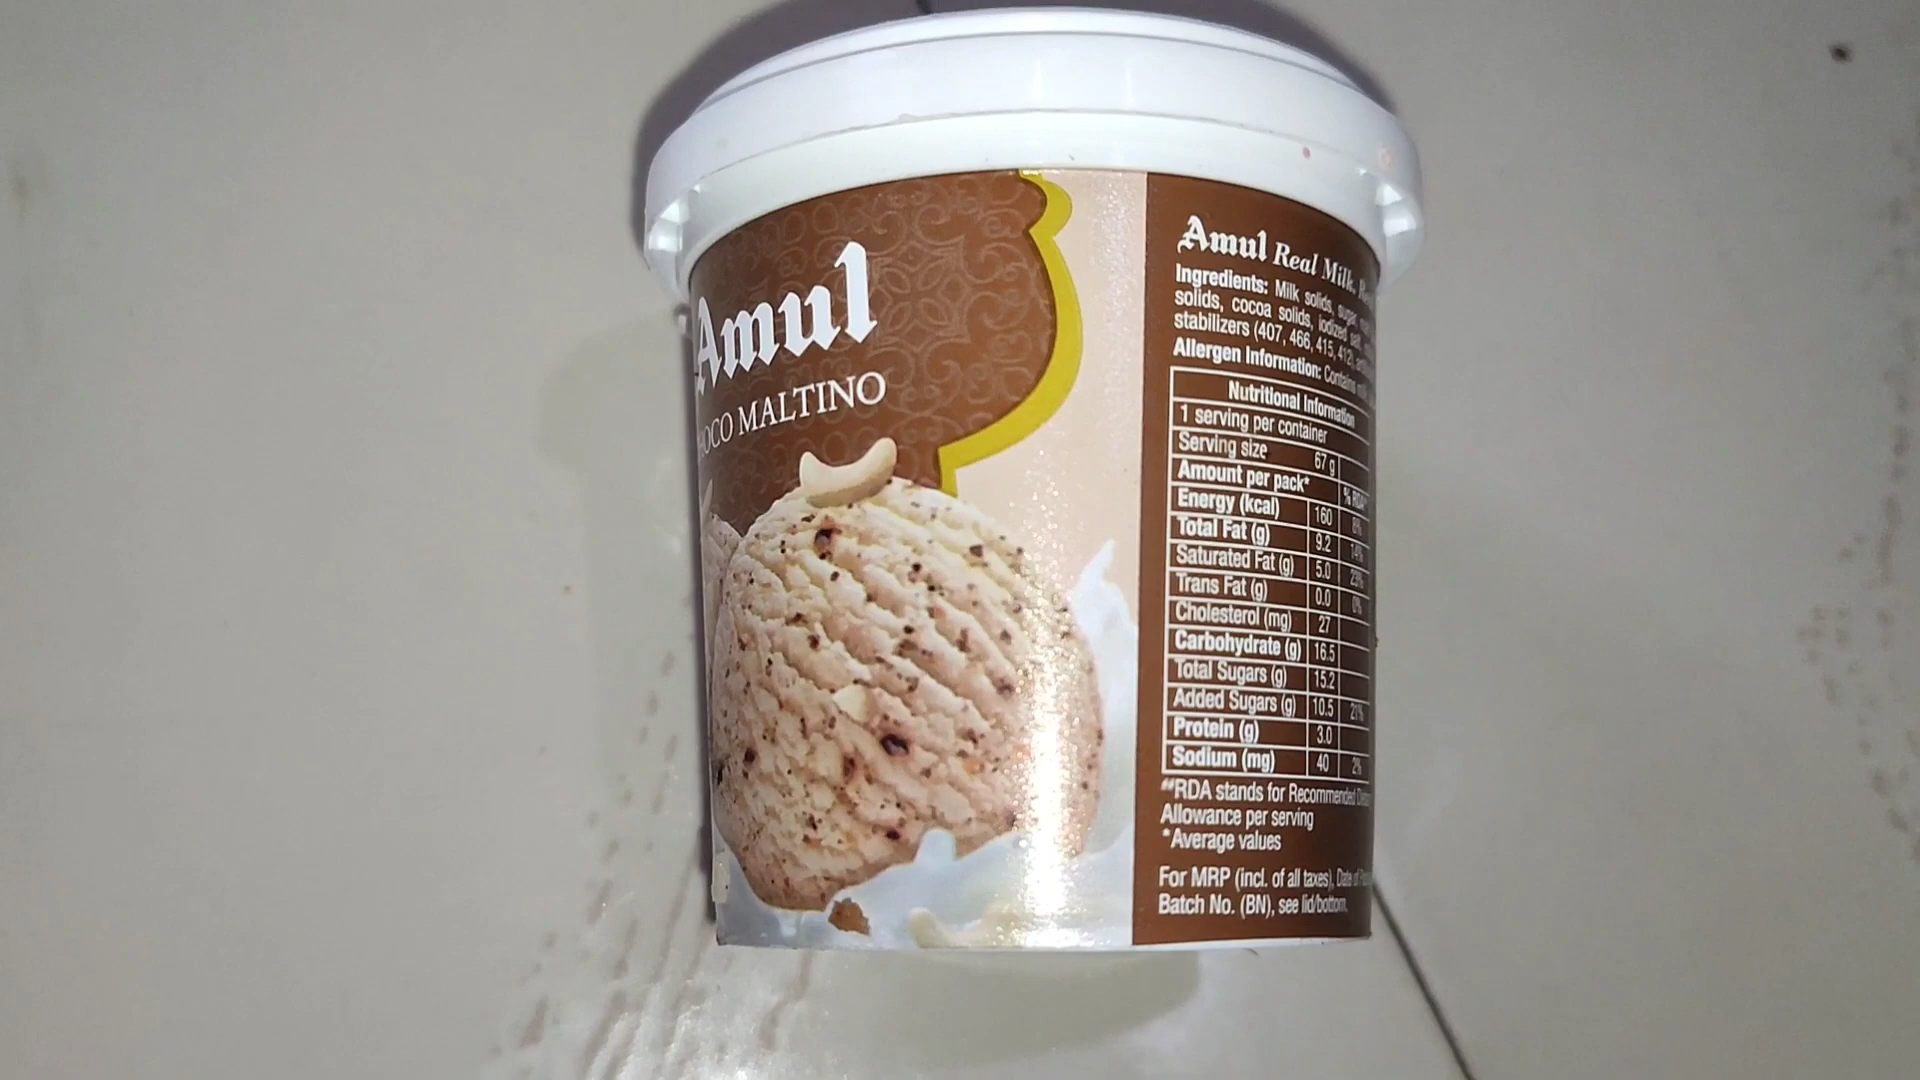 Amul
OCO MALTINO
Amul Real Milk.
Ingredients: Milk solids, sugar,
solids, cocoa solids, iodized salt,
stabilizers (407, 466, 415, 412),
Allergen Information: Contains
Nutritional Information
1 serving per container
Serving size 67 g
Amount per pack* % RDA
Energy (kcal) 160 8%
Total Fat (g) 9.2 14%
Saturated Fat (g) 5.0 23%
Trans Fat (g) 0.0 0%
Cholesterol (mg) 27
Carbohydrate (g) 16.5
Total Sugars (g) 15.2
Added Sugars (g) 10.5 21%
Protein (g) 3.0
Sodium (mg) 40 2%
**RDA stands for Recommended
Allowance per serving
*Average values
For MRP (incl. of all taxes), Date of
Batch No. (BN), see lid/bottom.